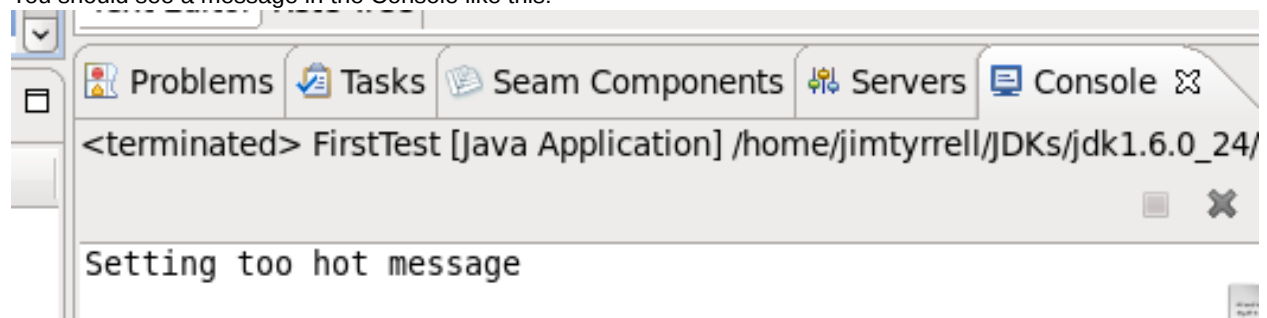 You should see a message in the Console like this:
Problems Tasks Seam Components Servers Console
<terminated> FirstTest [Java Application] /home/jimtyrrell/JDKs/jdk1.6.0_24/
Setting too hot message